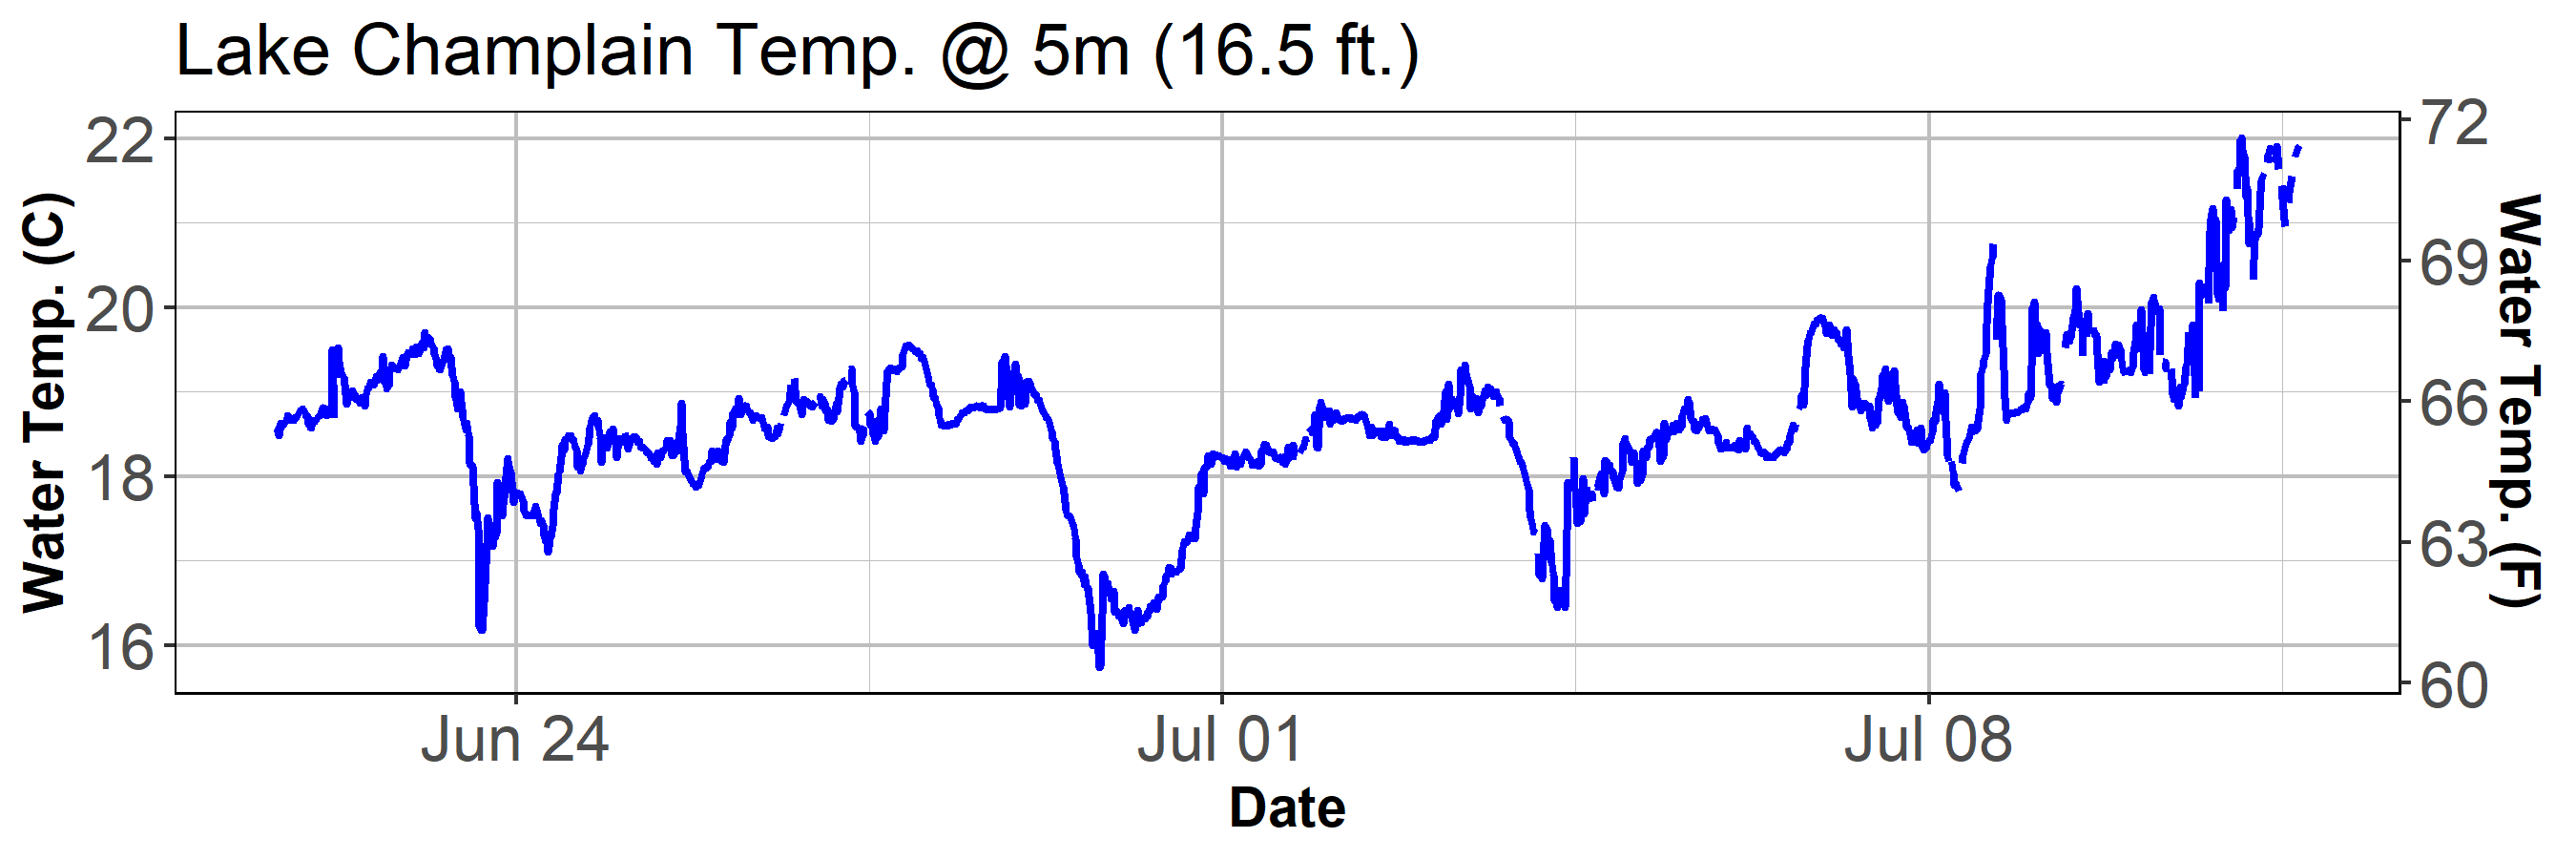 Lake Champlain Temp. @ 5m (16.5 ft.)
Water Temp. (C)
22
20
18
16
72
69
66
63
60
Water Temp. (F)
Jun 24
Jul 01
Jul 08
Date